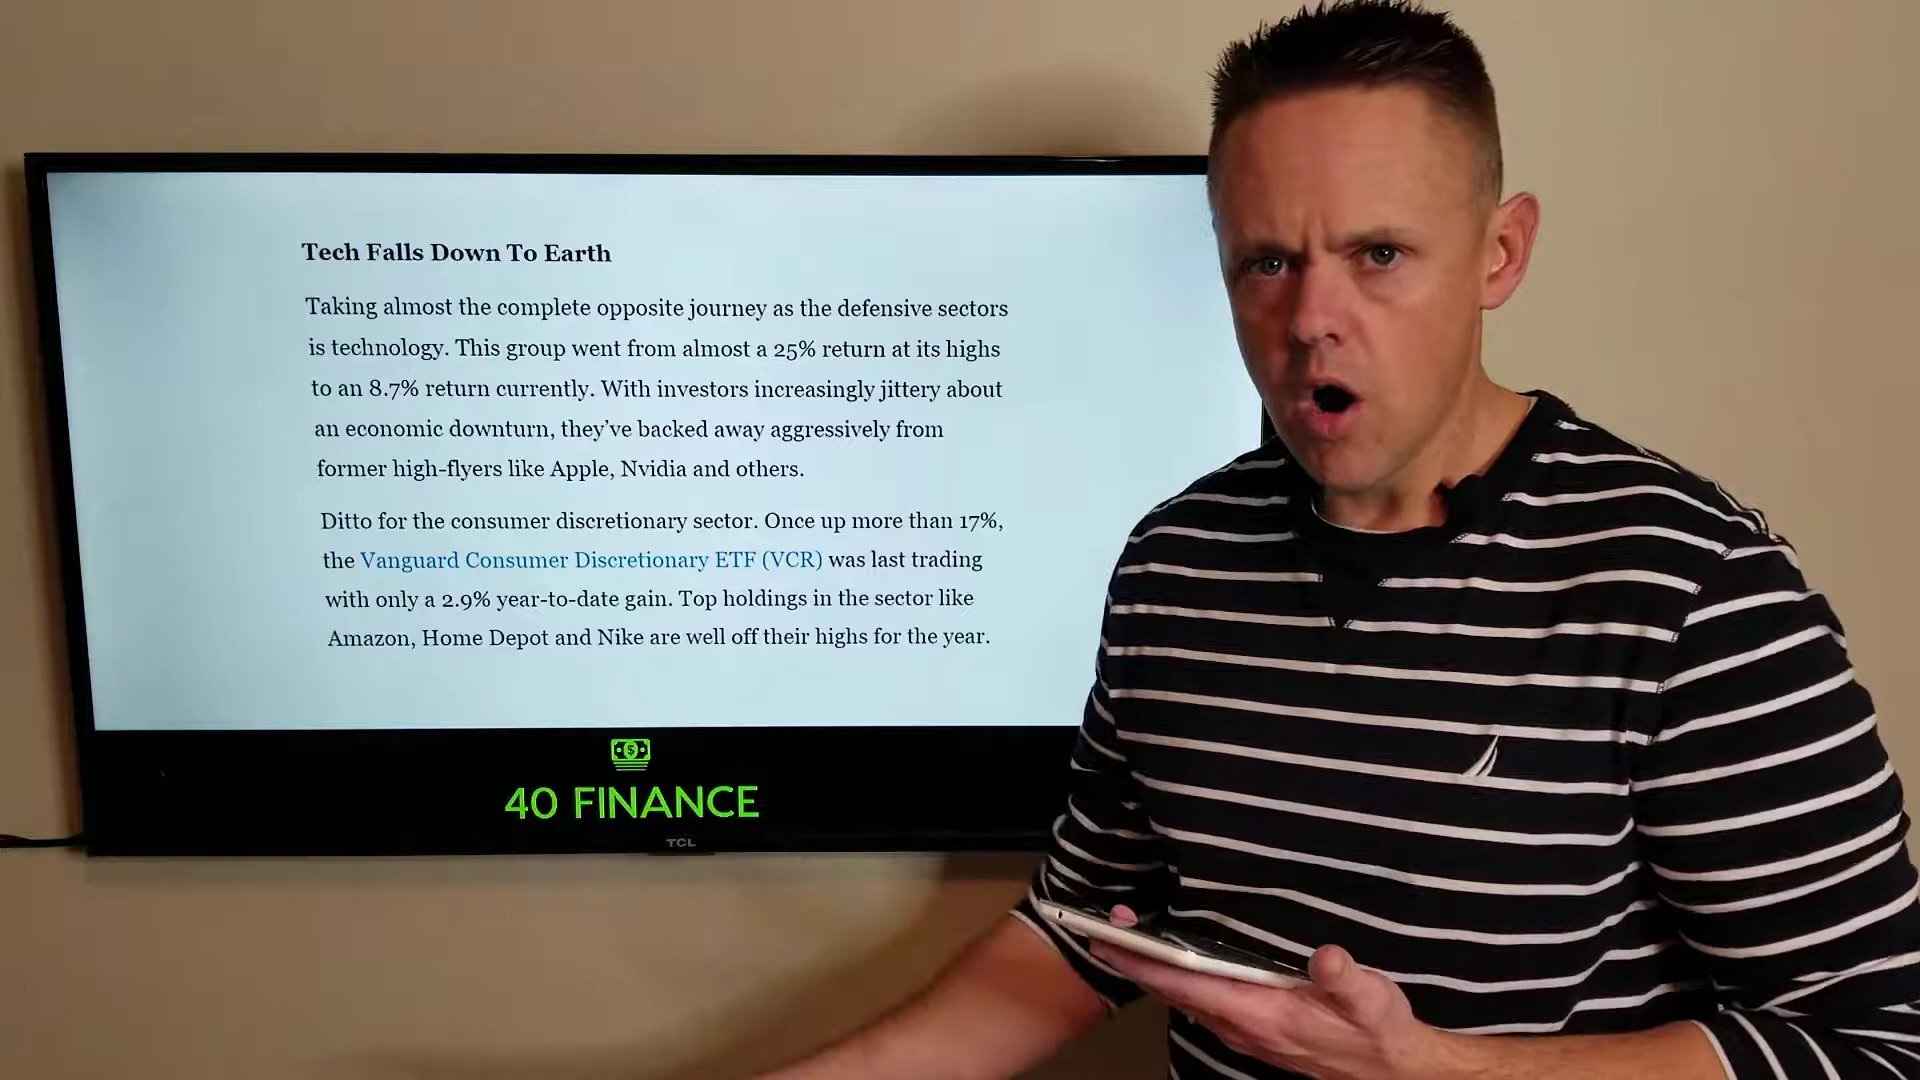 Tech Falls Down To Earth
Taking almost the complete opposite journey as the defensive sectors
is technology. This group went from almost a 25% return at its highs
to an 8.7% return currently. With investors increasingly jittery about
an economic downturn, they’ve backed away aggressively from
former high-flyers like Apple, Nvidia and others.
Ditto for the consumer discretionary sector. Once up more than 17%,
the Vanguard Consumer Discretionary ETF (VCR) was last trading
with only a 2.9% year-to-date gain. Top holdings in the sector like
Amazon, Home Depot and Nike are well off their highs for the year.
$
40 FINANCE
TCL